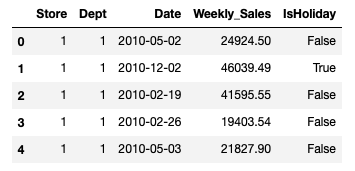 Store Dept Date Weekly_Sales IsHoliday
0 1 1 2010-05-02 24924.50 False
1 1 1 2010-12-02 46039.49 True
2 1 1 2010-02-19 41595.55 False
3 1 1 2010-02-26 19403.54 False
4 1 1 2010-05-03 21827.90 False